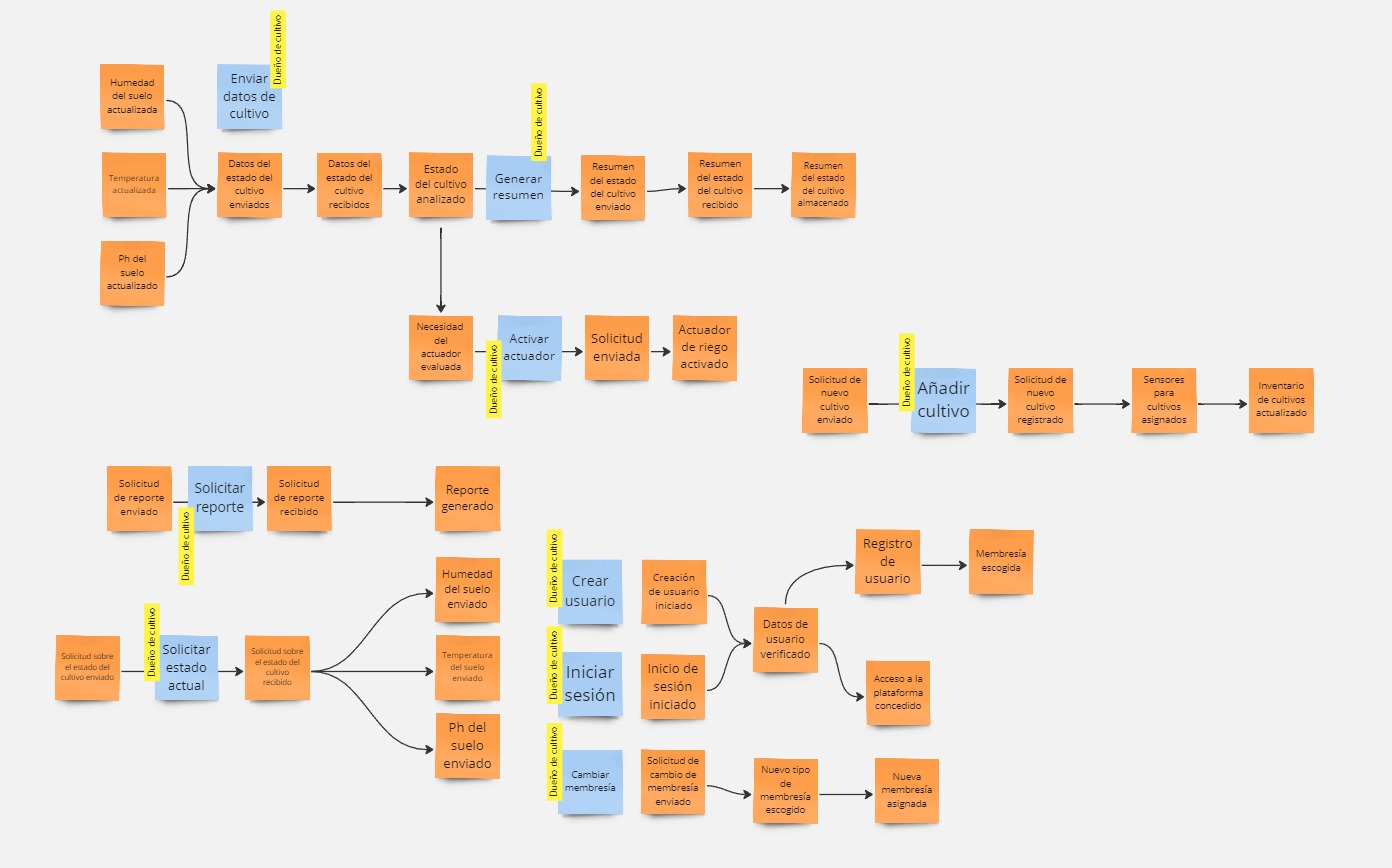 Dueño de cultivo
Humedad
del suelo
actualizada
Enviar
datos de
cultivo
Dueño de cultivo
Temperatura
actualizada
Datos del
estado del
cultivo
enviados
Datos del
estado del
cultivo
recibidos
Estado
del cultivo
analizado
Generar
resumen
Resumen
del estado
del cultivo
enviado
Resumen
del estado
del cultivo
recibido
Resumen
del estado
del cultivo
almacenado
Ph del
suelo
actualizado
Necesidad
del
actuador
evaluada
Dueño de cultivo
Activar
actuador
Solicitud
enviada
Actuador
de riego
activado
Solicitud de
nuevo
cultivo
enviado
Dueño de cultivo
Añadir
cultivo
Solicitud de
nuevo
cultivo
registrado
Sensores
para
cultivos
asignados
Inventario
de cultivos
actualizado
Solicitud
de reporte
enviado
Dueño de cultivo
Solicitar
reporte
Solicitud
de reporte
recibido
Reporte
generado
Solicitud sobre
el estado del
cultivo enviado
Dueño de cultivo
Solicitar
estado
actual
Solicitud sobre
el estado del
cultivo
recibido
Humedad
del suelo
enviado
Temperatura
del suelo
enviado
Ph del
suelo
enviado
Dueño de cultivo
Crear
usuario
Creación
de usuario
iniciado
Dueño de cultivo
Iniciar
sesión
Inicio de
sesión
iniciado
Datos de
usuario
verificado
Registro
de
usuario
Membresía
escogida
Acceso a la
plataforma
concedido
Dueño de cultivo
Cambiar
membresía
Solicitud de
cambio de
membresía
enviado
Nuevo tipo
de
membresía
escogido
Nueva
membresía
asignada